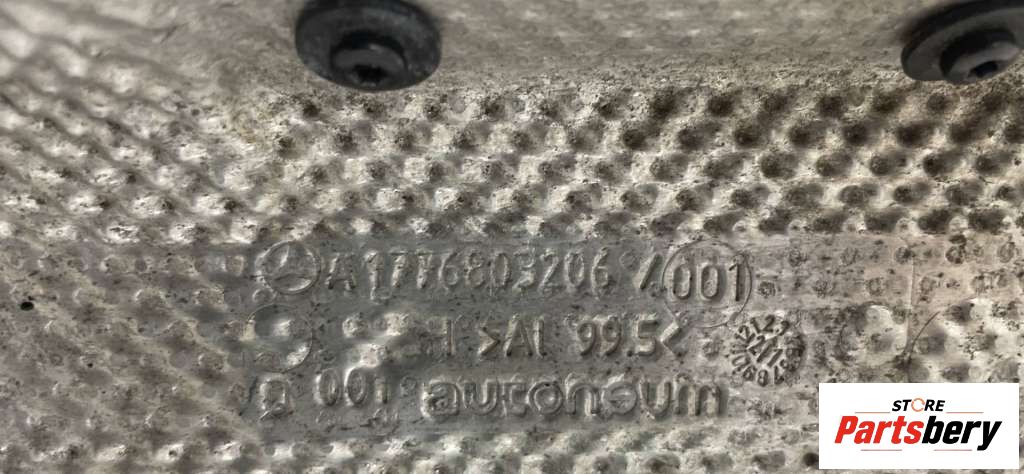 A1776803206 /001
>Al 99.5<
001 autoneum
STORE
Partsbery